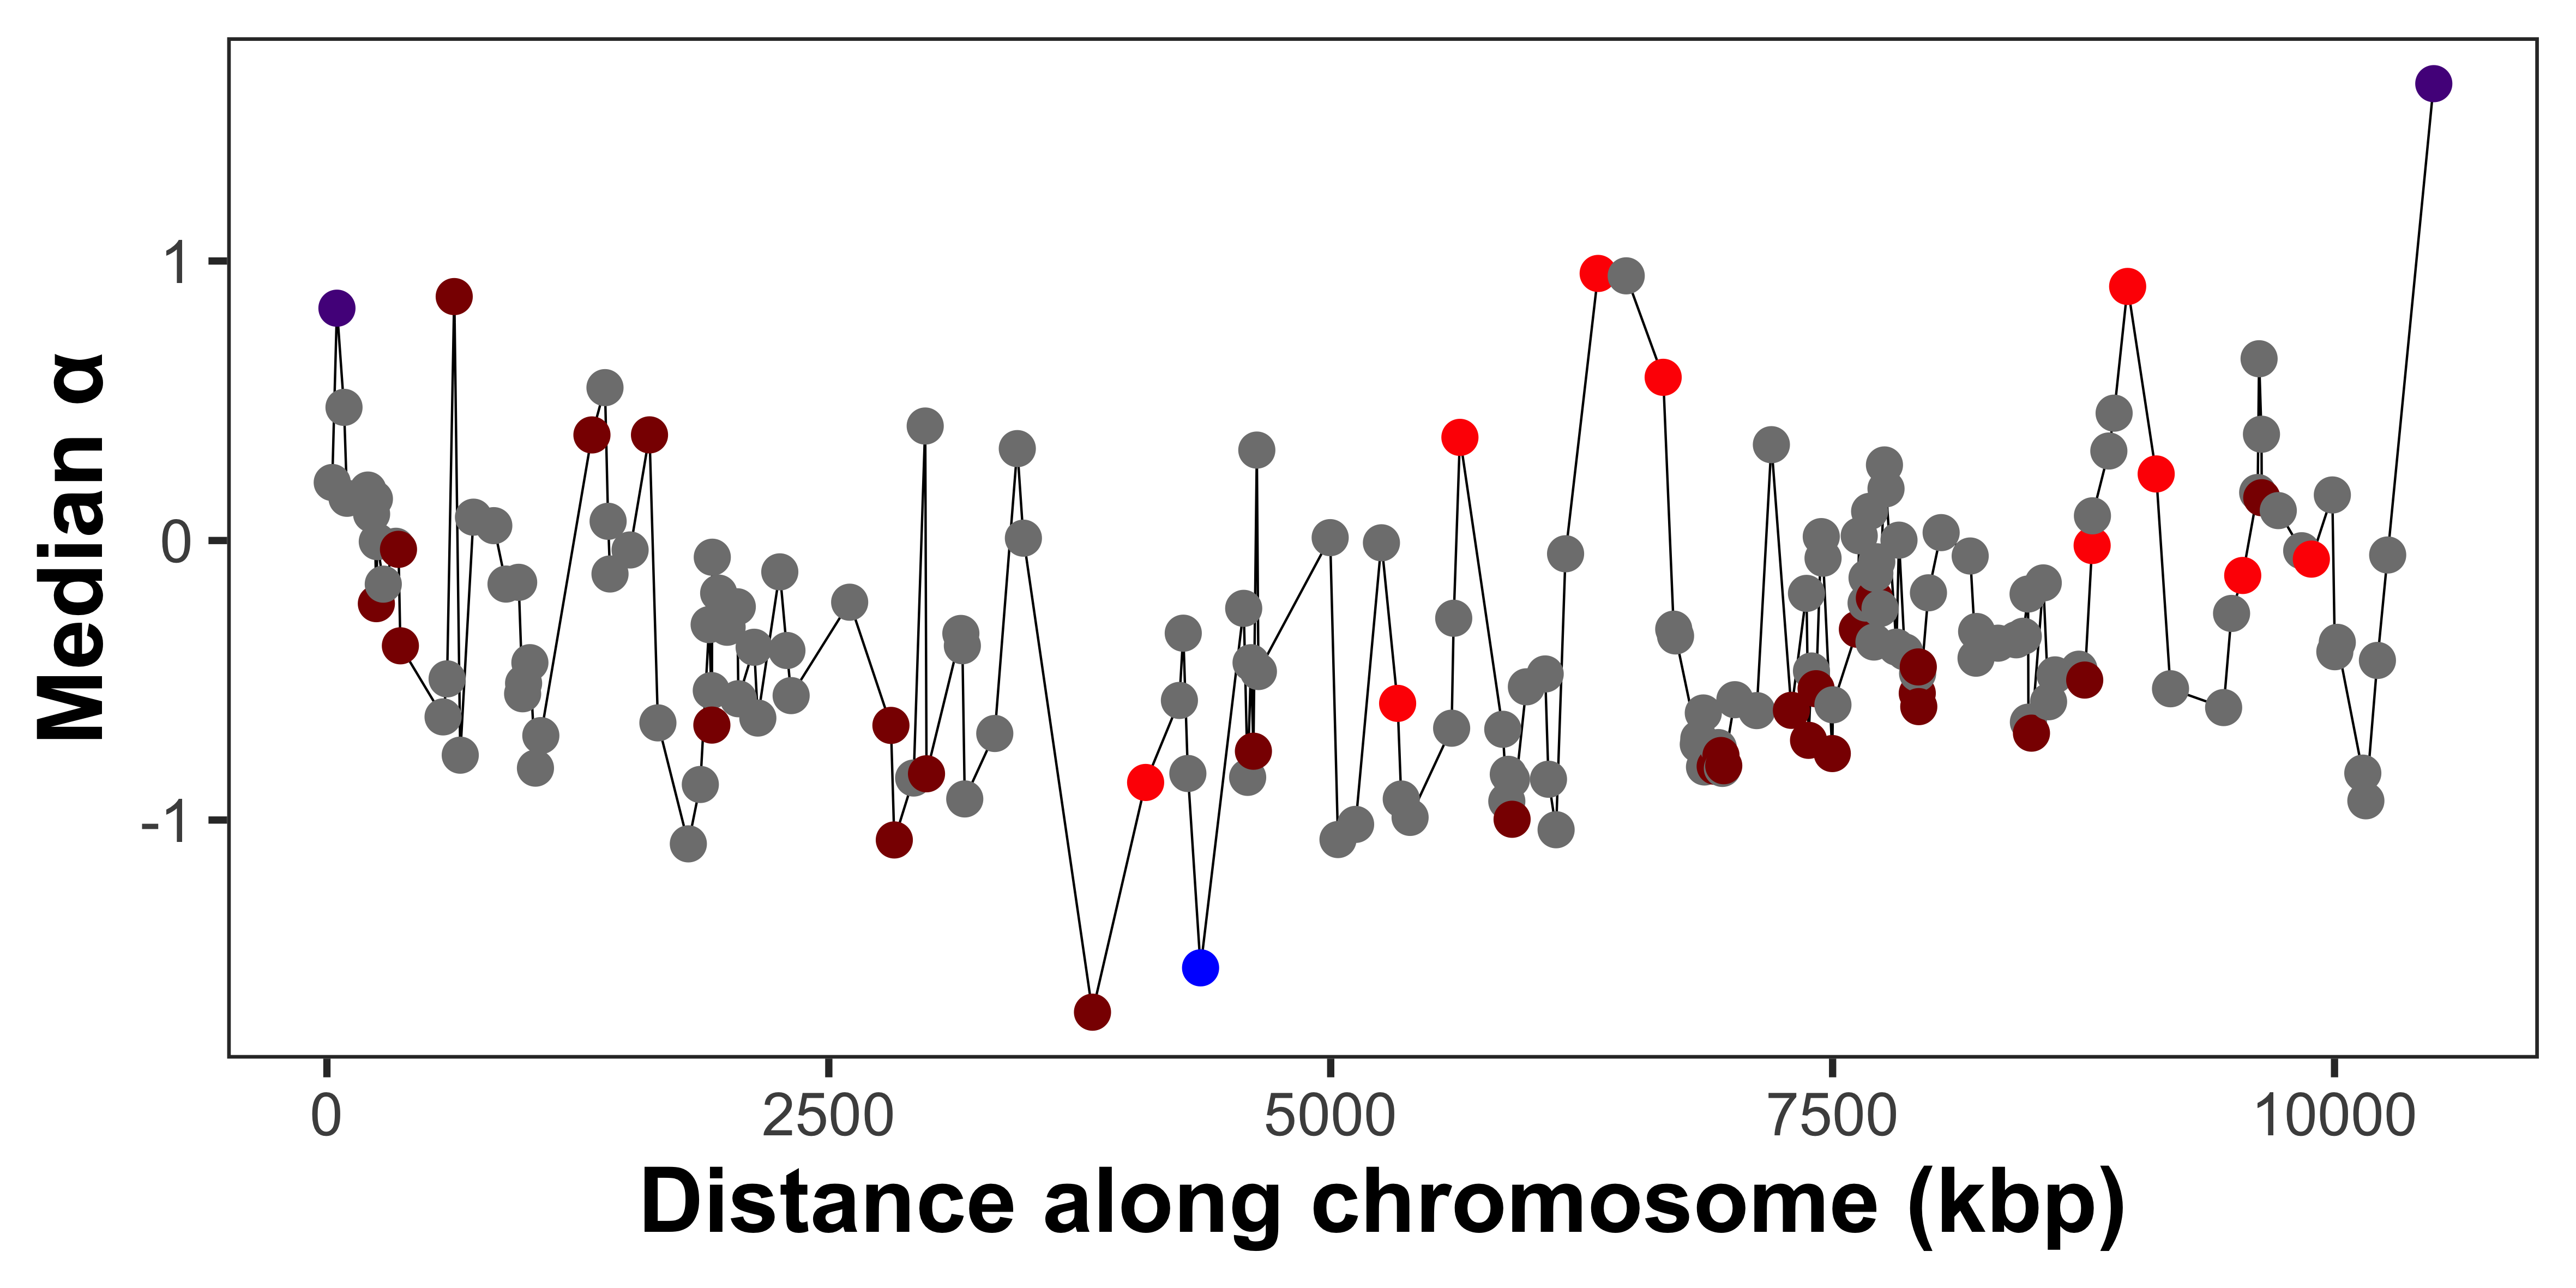 Median α
1
0
-1
0 2500 5000 7500 10000
Distance along chromosome (kbp)